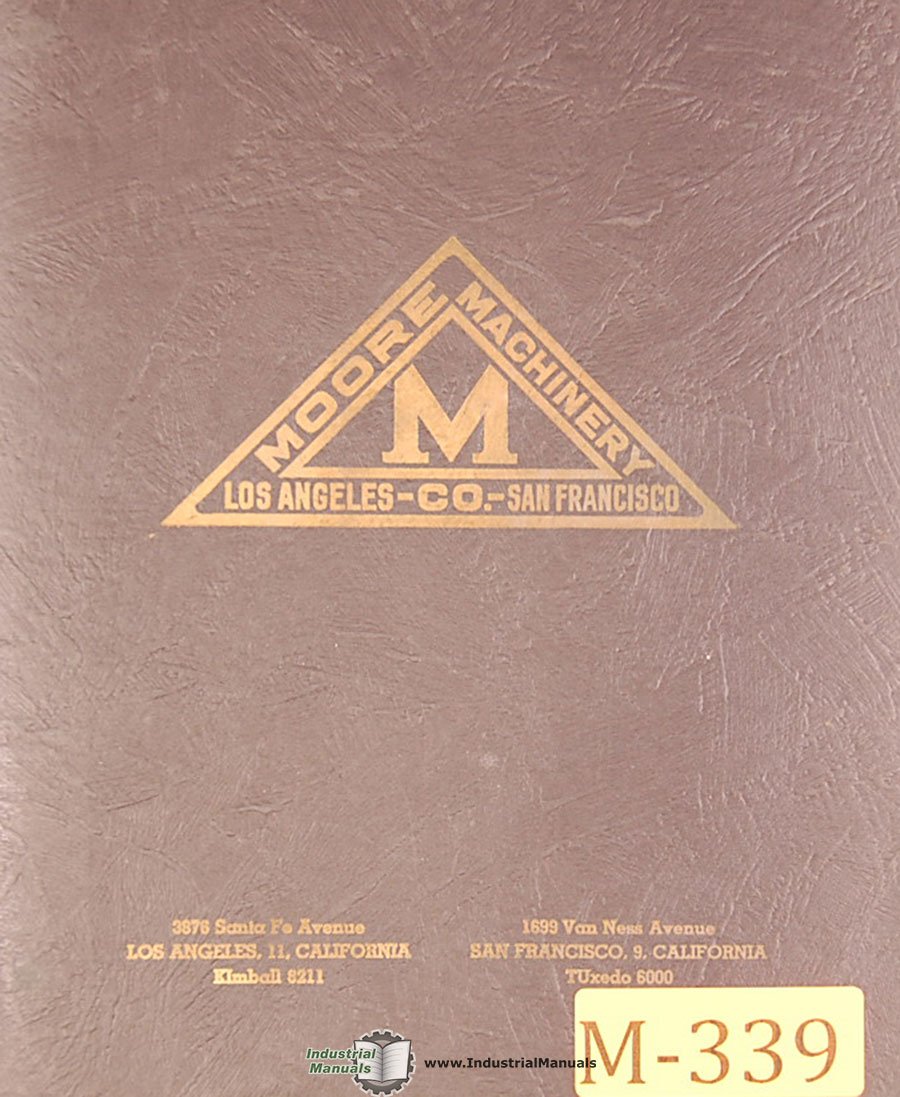 MOORE MACHINERY
M
LOS ANGELES-CO.-SAN FRANCISCO
3876 Santa Fe Avenue
LOS ANGELES, 11, CALIFORNIA
KImball 8211
1699 Van Ness Avenue
SAN FRANCISCO, 9, CALIFORNIA
TUxedo 6000
Industrial
Manuals
www.IndustrialManuals
M-339